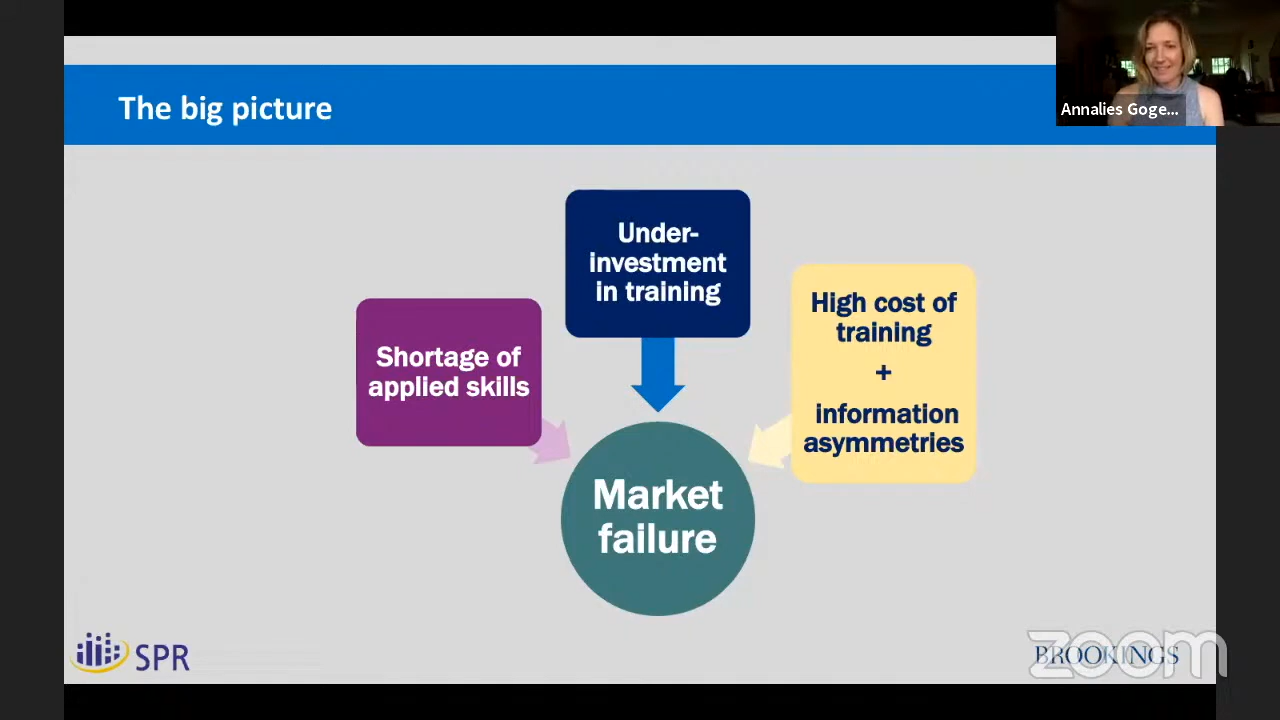 The big picture
Annalies Goge...
Under-
investment
in training
Shortage of
applied skills
High cost of
training
+
information
asymmetries
Market
failure
SPR
BROOKINGS
zoom